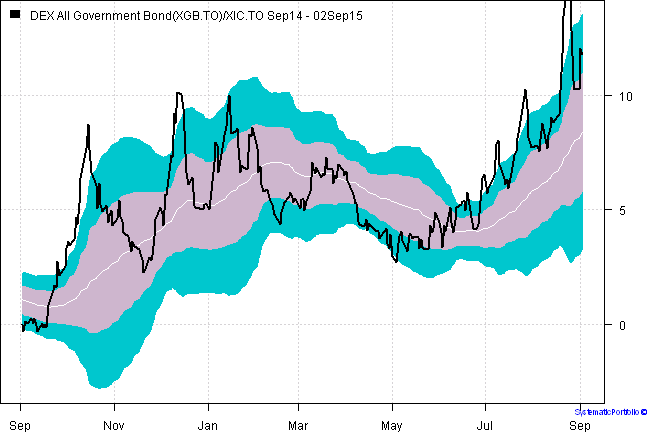 DEX All Government Bond(XGB.TO)/XIC.TO Sep14 - 02Sep15
10
5
0
Sep Nov Jan Mar May Jul Sep
SystematicPortfolio ©